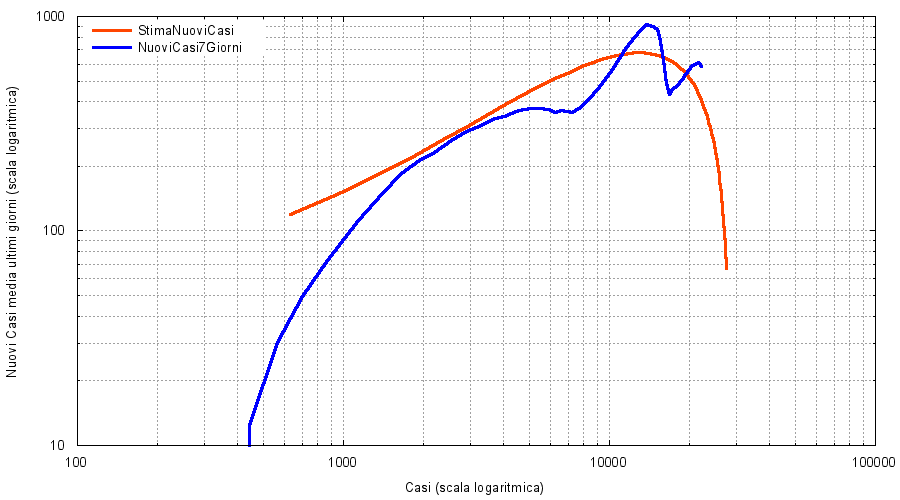 1000
StimaNuoviCasi
NuoviCasi7Giorni
Nuovi Casi media ultimi giorni (scala logaritmica)
100
10
100
1000
10000
100000
Casi (scala logaritmica)